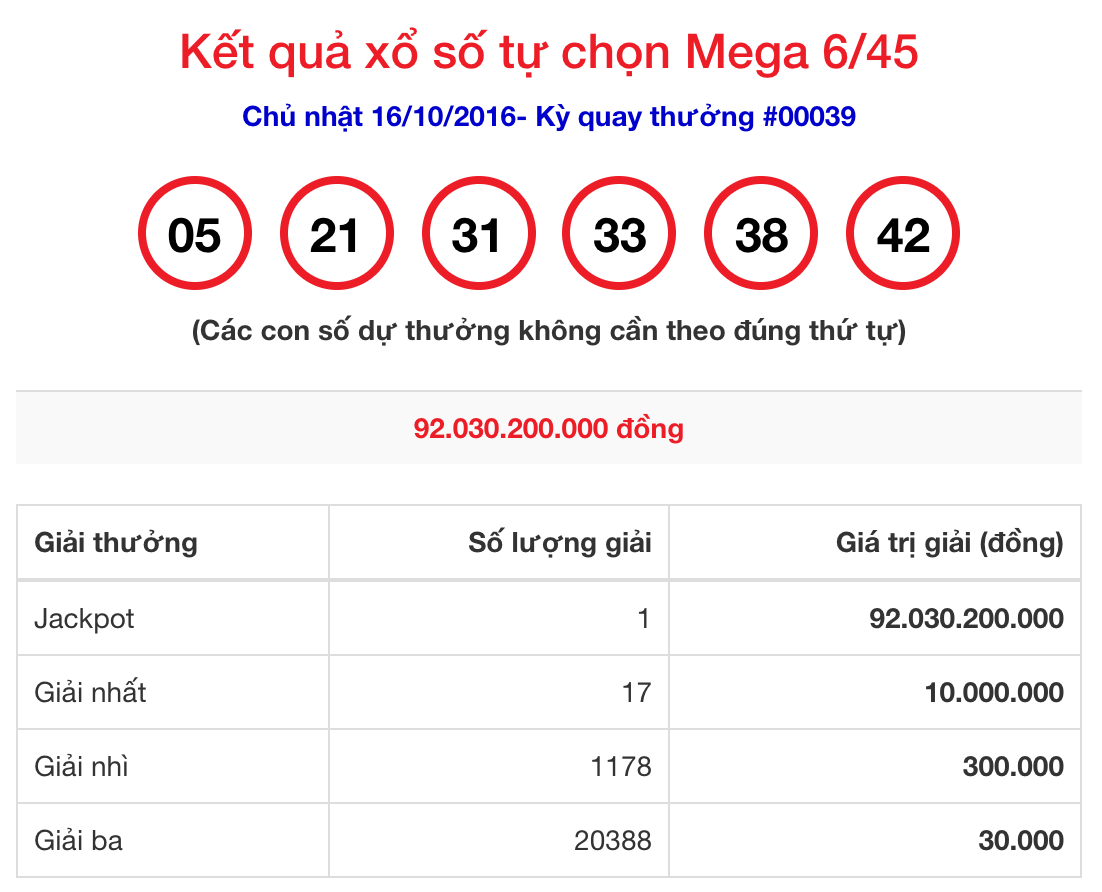 Kết quả xổ số tự chọn Mega 6/45
Chủ nhật 16/10/2016- Kỳ quay thưởng #00039
05 21 31 33 38 42
(Các con số dự thưởng không cần theo đúng thứ tự)
92.030.200.000 đồng
Giải thưởng Số lượng giải Giá trị giải (đồng)
Jackpot 1 92.030.200.000
Giải nhất 17 10.000.000
Giải nhì 1178 300.000
Giải ba 20388 30.000